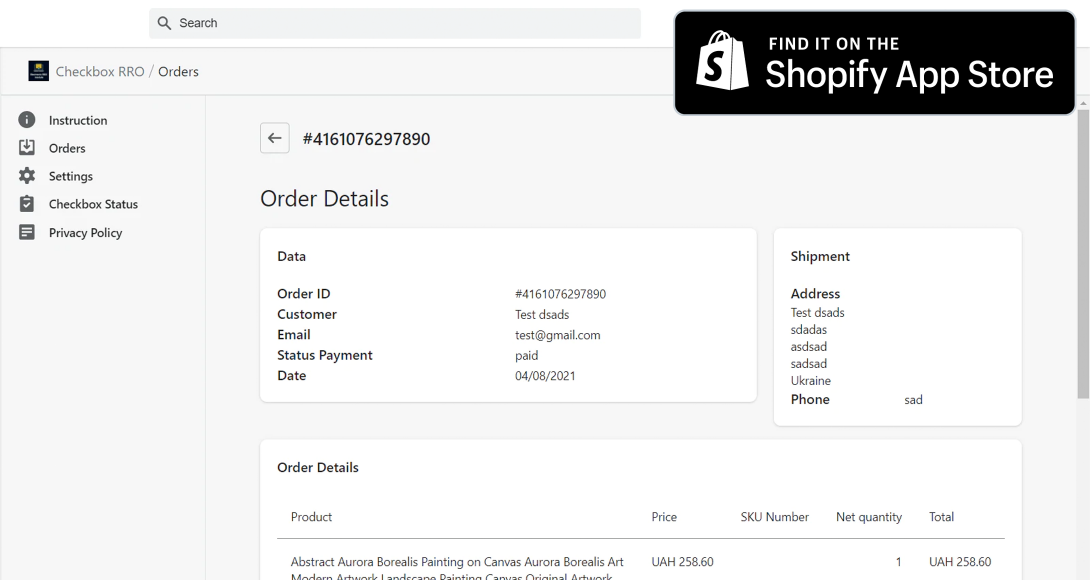 Search
FIND IT ON THE
Shopify App Store
Checkbox RRO / Orders
Instruction
Orders
Settings
Checkbox Status
Privacy Policy
#4161076297890
Order Details
Data
Order ID #4161076297890
Customer Test dsads
Email test@gmail.com
Status Payment paid
Date 04/08/2021
Shipment
Address
Test dsads
sdadas
asdsad
sadsad
Ukraine
Phone sad
Order Details
Product Price SKU Number Net quantity Total
Abstract Aurora Borealis Painting on Canvas Aurora Borealis Art UAH 258.60 1 UAH 258.60
Modern Artwork Landscape Painting Canvas Original Artwork